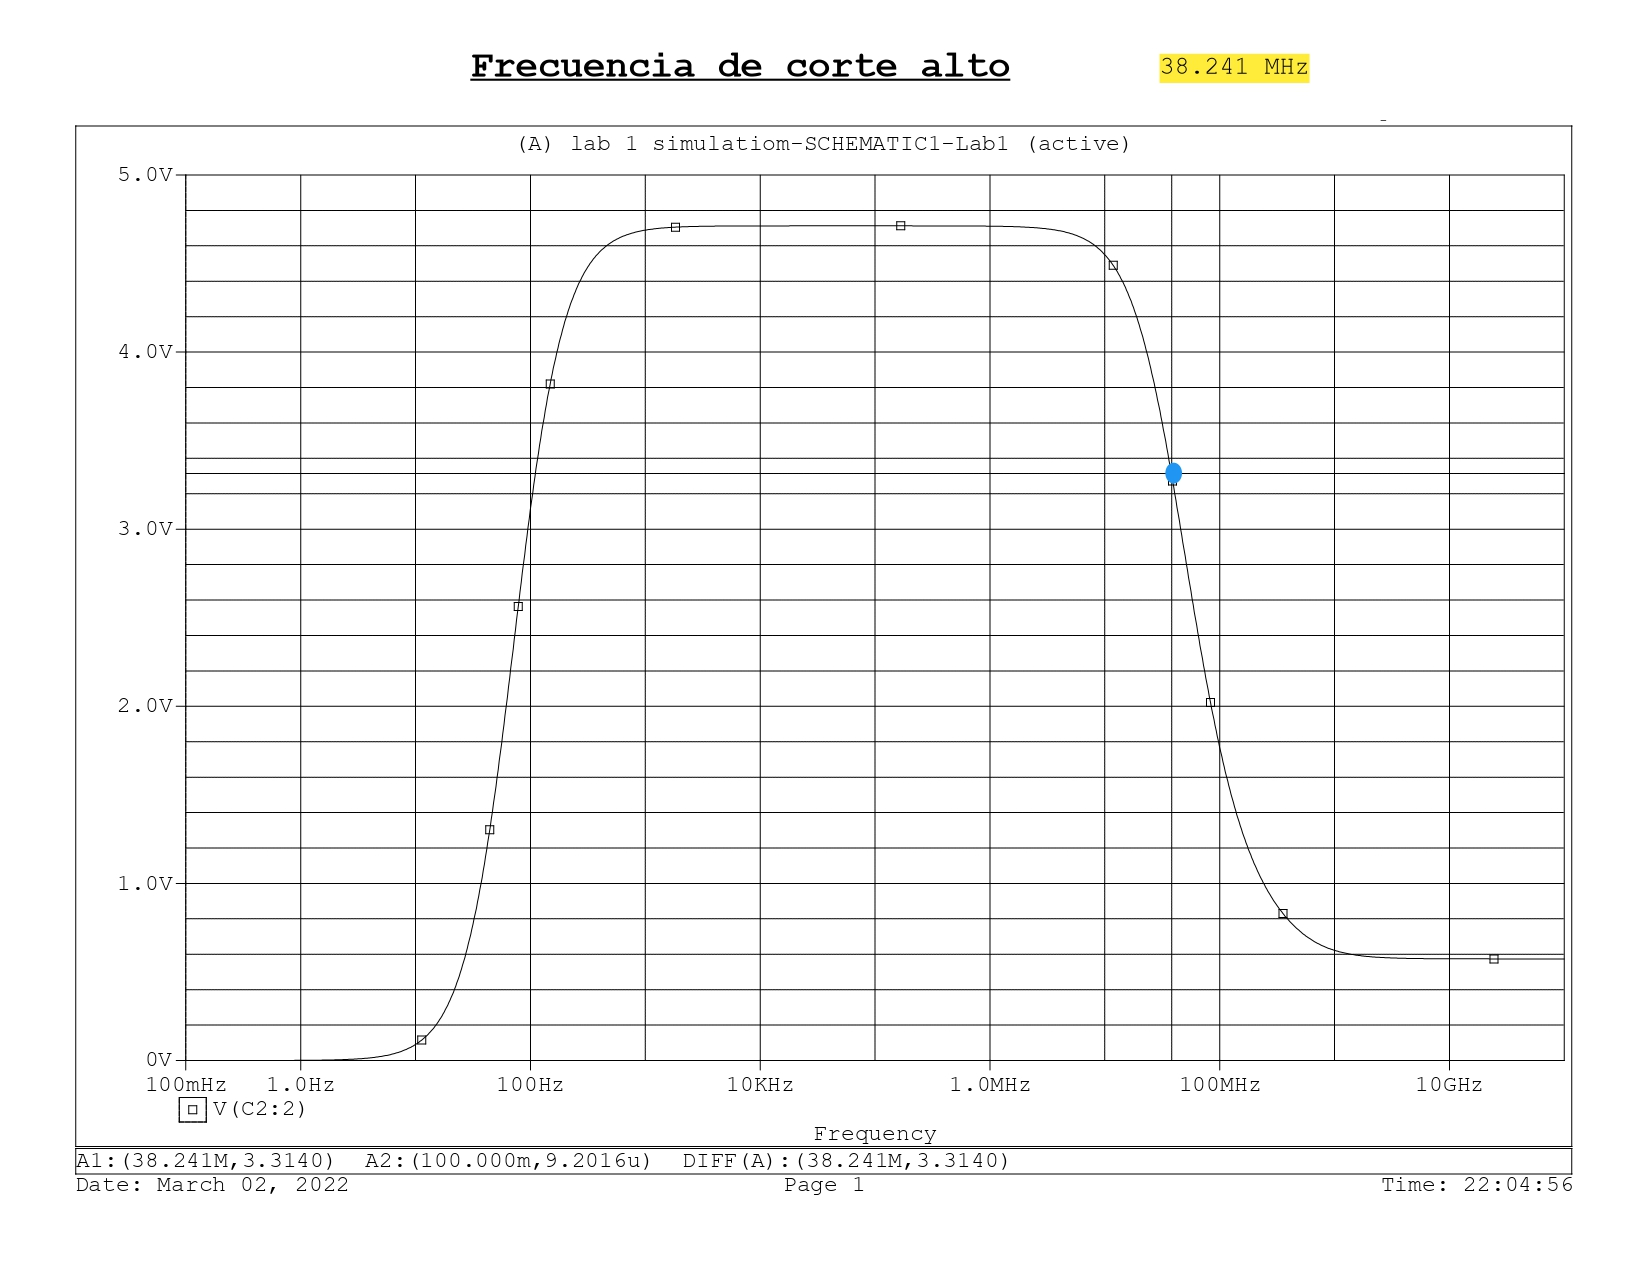 Frecuencia de corte alto 38.241 MHz
(A) lab 1 simulatiom-SCHEMATIC1-Lab1 (active)
5.0V
4.0V
3.0V
2.0V
1.0V
0V
100mHz 1.0Hz 100Hz 10KHz 1.0MHz 100MHz 10GHz
V(C2:2)
Frequency
A1:(38.241M,3.3140) A2:(100.000m,9.2016u) DIFF(A):(38.241M,3.3140)
Date: March 02, 2022 Page 1 Time: 22:04:56